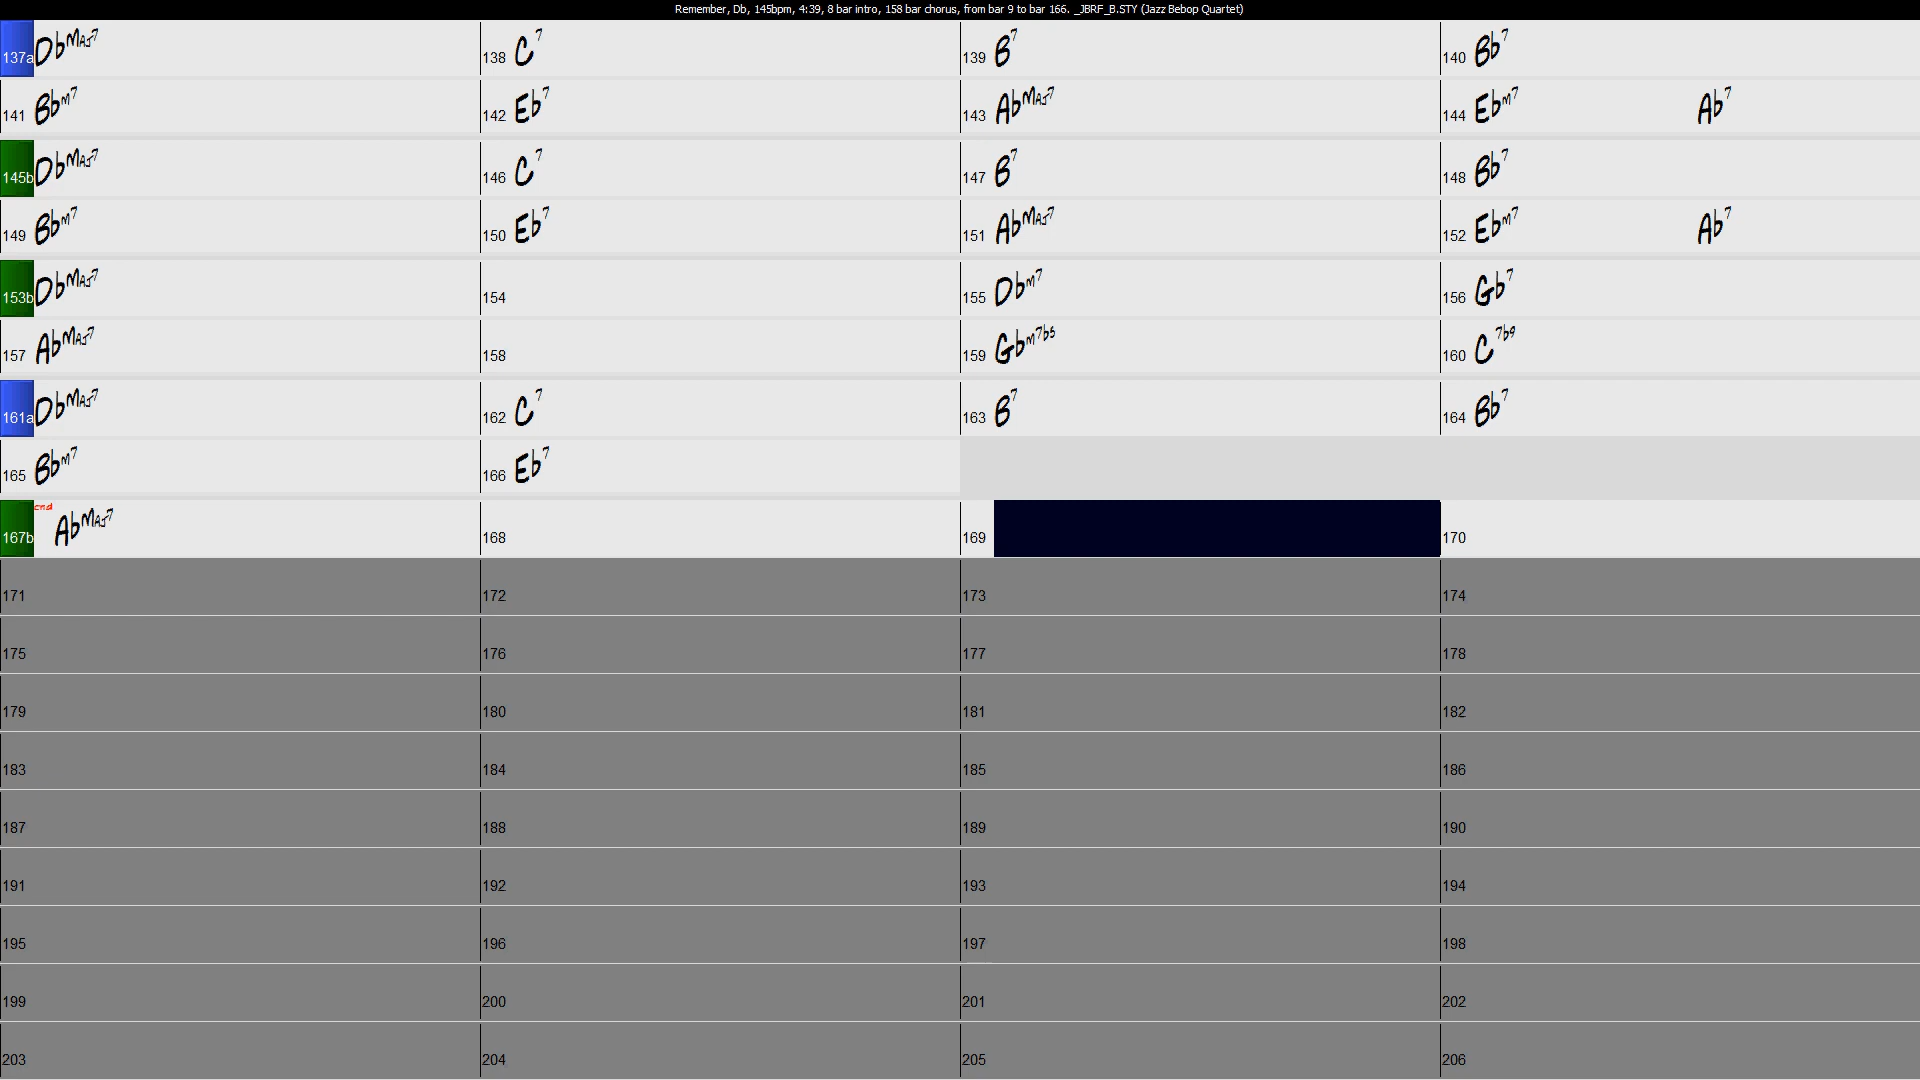 Remember, Db, 145bpm, 4:39, 8 bar intro, 158 bar chorus, from bar 9 to bar 166. _JBRF_B.STY (Jazz Bebop Quartet)
137a DbMAJ7 138 C7 139 B7 140 Bb7
141 Bbm7 142 Eb7 143 AbMAJ7 144 Ebm7 Ab7
145b DbMAJ7 146 C7 147 B7 148 Bb7
149 Bbm7 150 Eb7 151 AbMAJ7 152 Ebm7 Ab7
153b DbMAJ7 154 155 Dbm7 156 Gb7
157 AbMAJ7 158 159 Gbm7b5 160 C7b9
161a DbMAJ7 162 C7 163 B7 164 Bb7
165 Bbm7 166 Eb7
167b end AbMAJ7 168 169 170
171 172 173 174
175 176 177 178
179 180 181 182
183 184 185 186
187 188 189 190
191 192 193 194
195 196 197 198
199 200 201 202
203 204 205 206